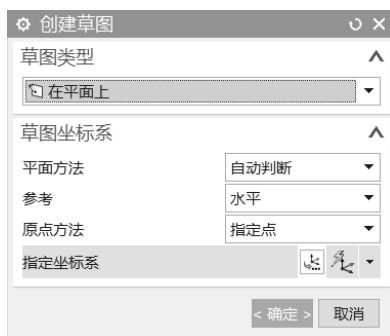 创建草图
草图类型
在平面上
草图坐标系
平面方法 自动判断
参考 水平
原点方法 指定点
指定坐标系
< 确定 > 取消